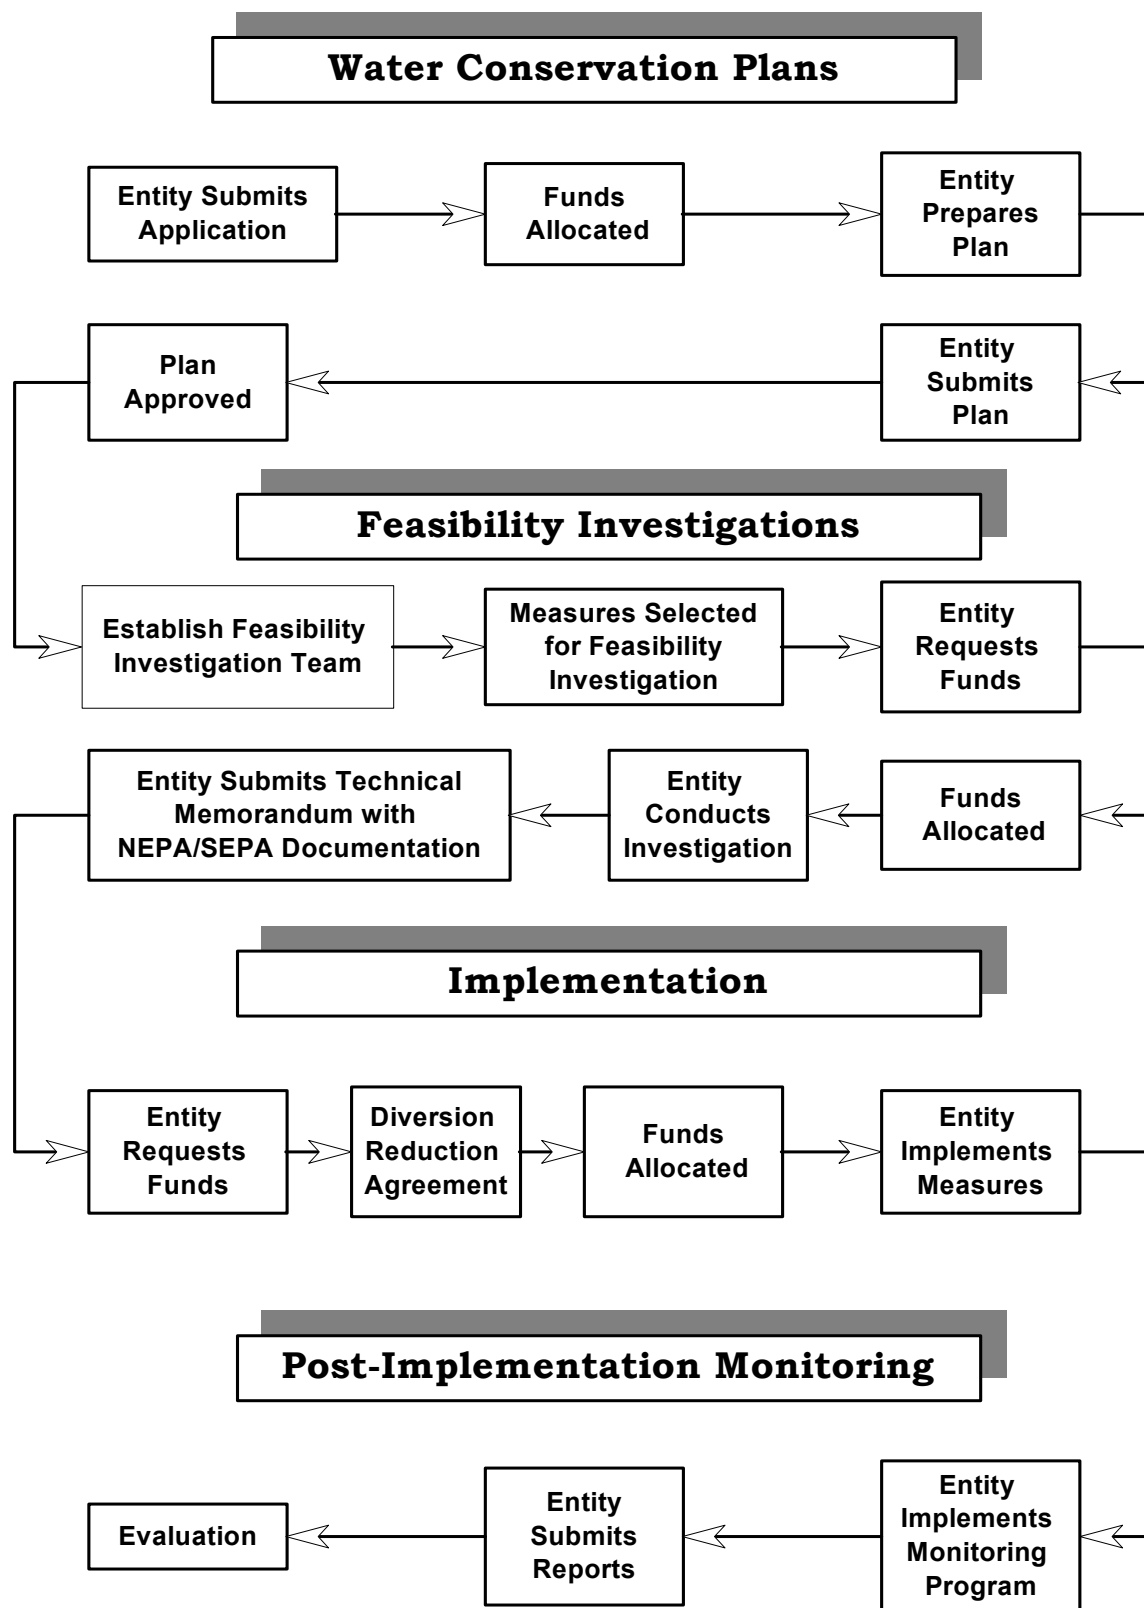 Water Conservation Plans
Entity Submits
Application
Funds
Allocated
Entity
Prepares
Plan
Plan
Approved
Entity
Submits
Plan
Feasibility Investigations
Establish Feasibility
Investigation Team
Measures Selected
for Feasibility
Investigation
Entity
Requests
Funds
Entity Submits Technical
Memorandum with
NEPA/SEPA Documentation
Entity
Conducts
Investigation
Funds
Allocated
Implementation
Entity
Requests
Funds
Diversion
Reduction
Agreement
Funds
Allocated
Entity
Implements
Measures
Post-Implementation Monitoring
Evaluation
Entity
Submits
Reports
Entity
Implements
Monitoring
Program